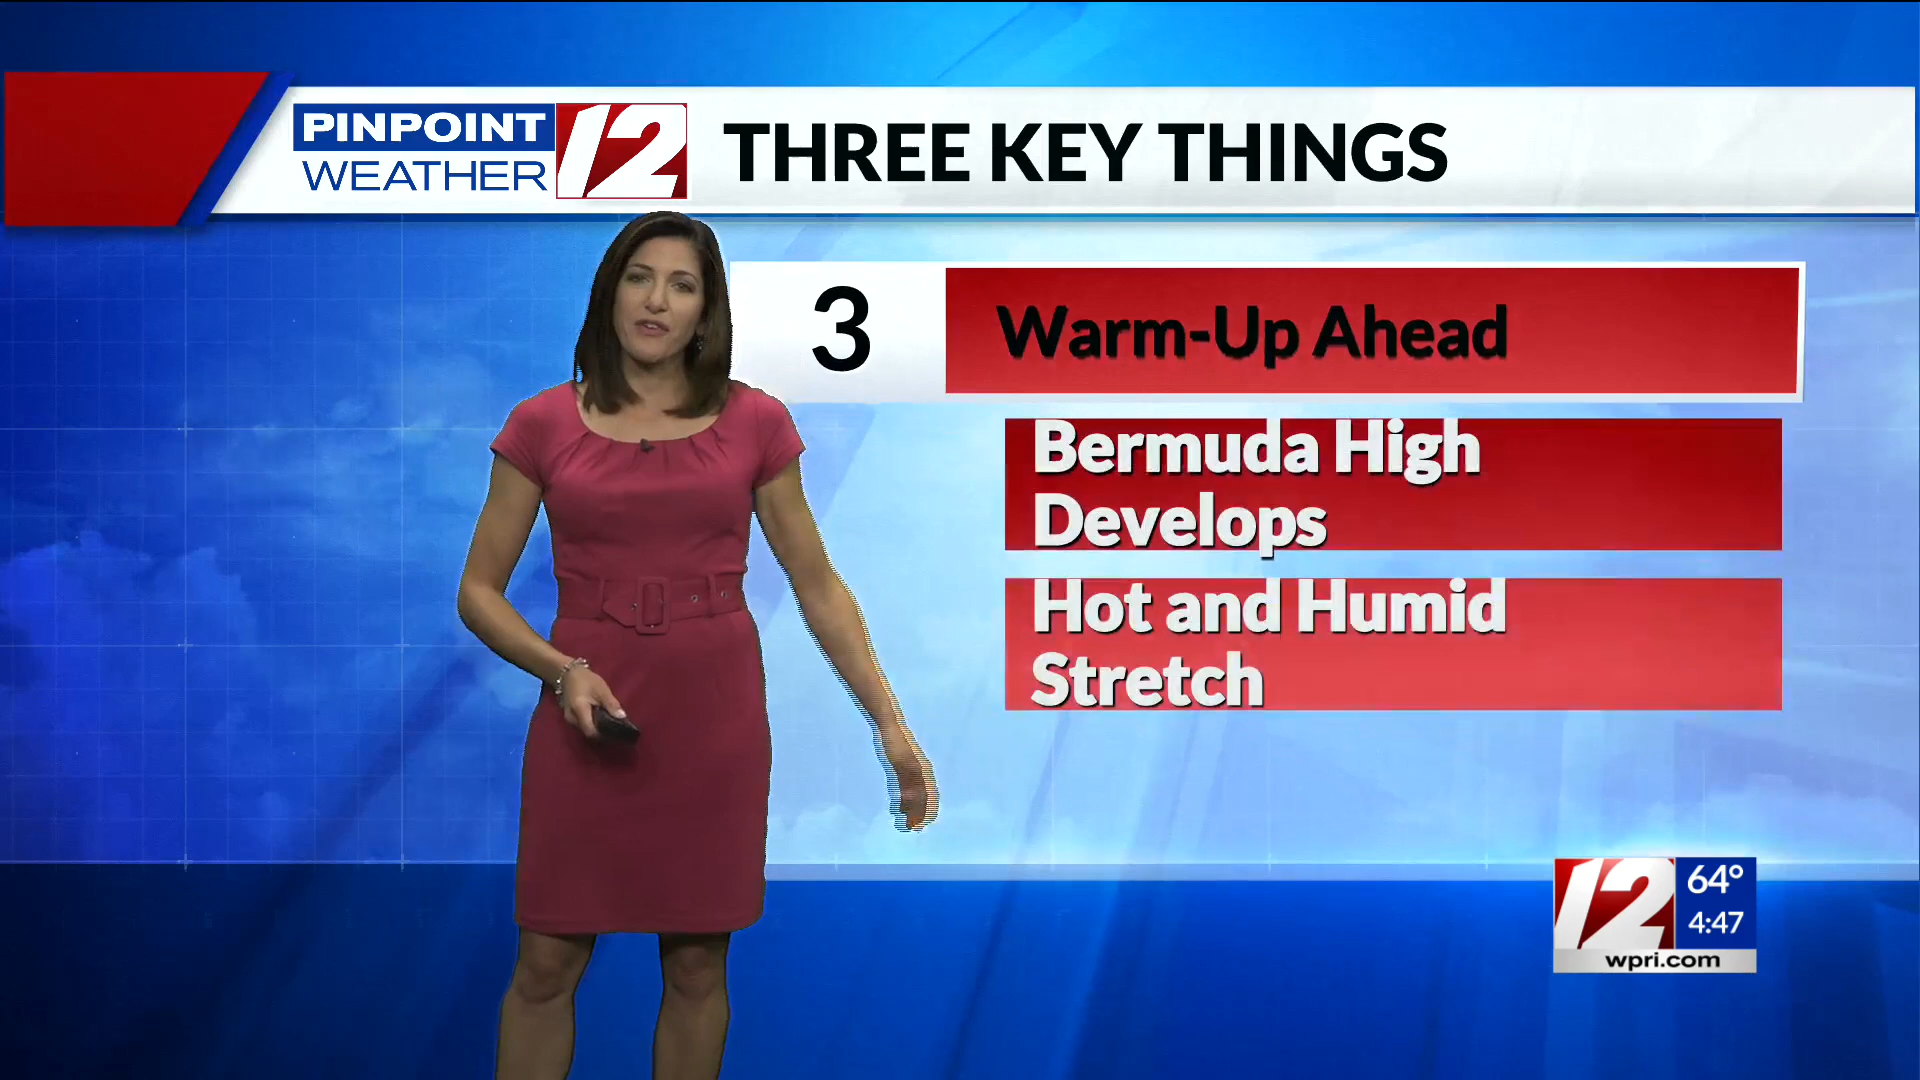 PINPOINT
WEATHER
12
THREE KEY THINGS
3
Warm-Up Ahead
Bermuda High
Develops
Hot and Humid
Stretch
12
64°
4:47
wpri.com